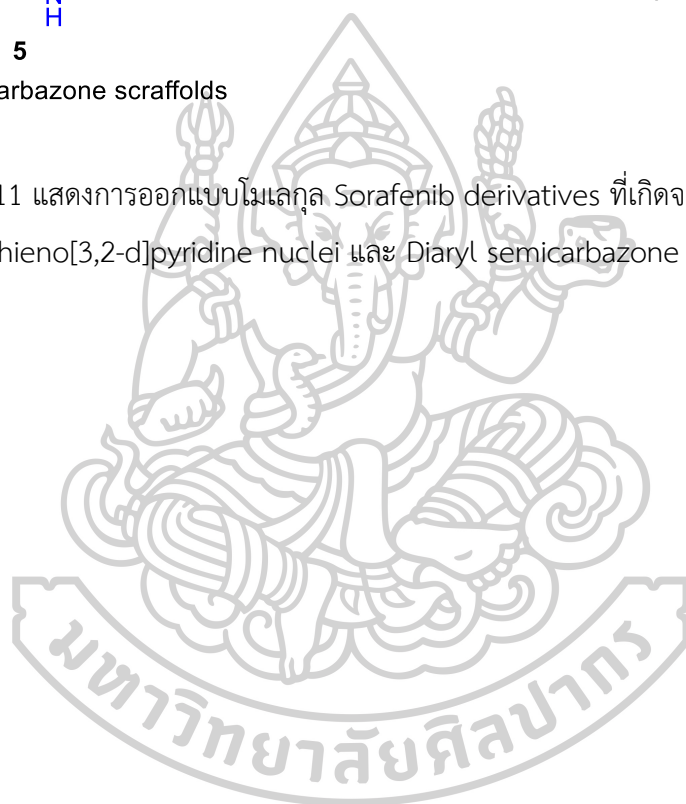 N
H
5
arbazone scraffolds
11 แสดงการออกแบบโมเลกุล Sorafenib derivatives ที่เกิดจ
hieno[3,2-d]pyridine nuclei และ Diaryl semicarbazone
มหาวิทยาลัยศิลปากร